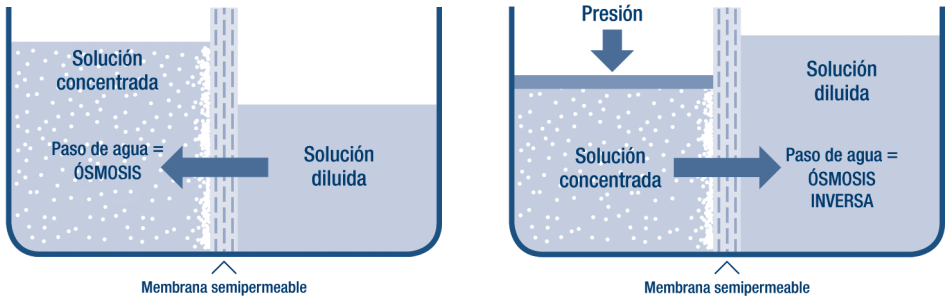 Solución
concentrada
Paso de agua =
ÓSMOSIS
Solución
diluida
Membrana semipermeable
Presión
Solución
concentrada
Solución
diluida
Paso de agua =
ÓSMOSIS
INVERSA
Membrana semipermeable